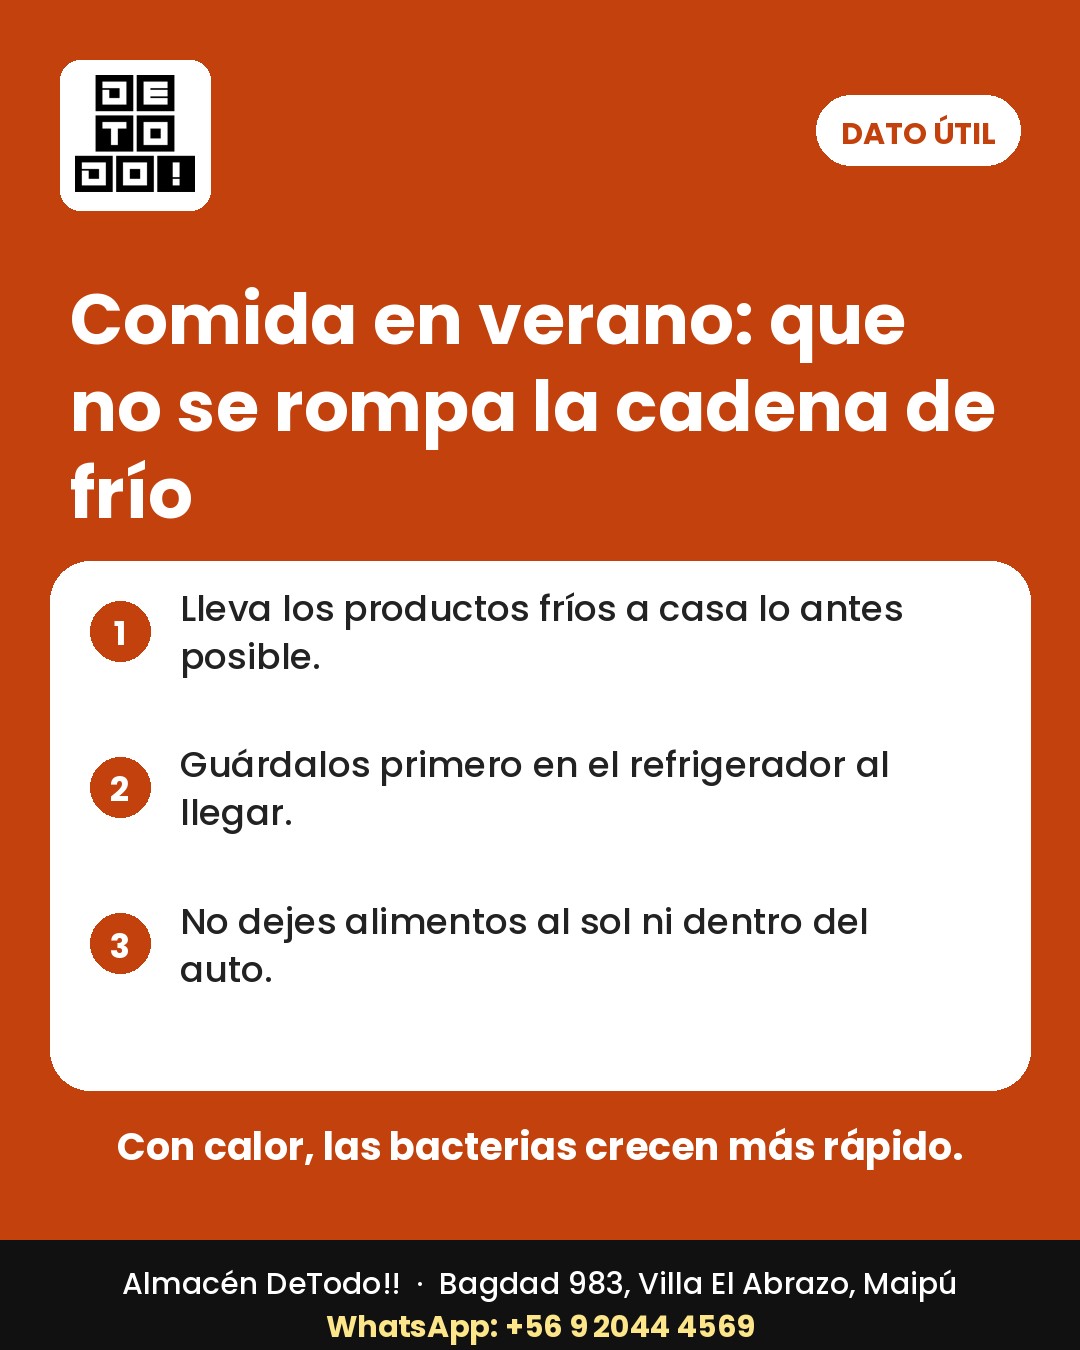 DE
TO
DO!
DATO ÚTIL
Comida en verano: que
no se rompa la cadena de
frío
1 Lleva los productos fríos a casa lo antes
posible.
2 Guárdalos primero en el refrigerador al
llegar.
3 No dejes alimentos al sol ni dentro del
auto.
Con calor, las bacterias crecen más rápido.
Almacén DeTodo!! · Bagdad 983, Villa El Abrazo, Maipú
WhatsApp: +56 9 2044 4569